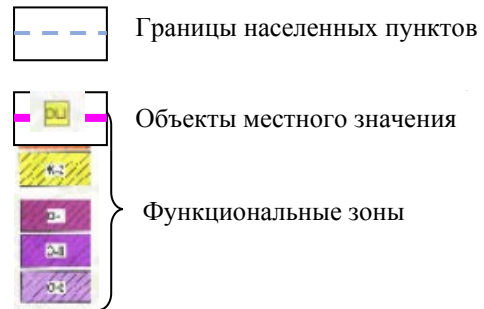 Границы населенных пунктов
Объекты местного значения
Функциональные зоны